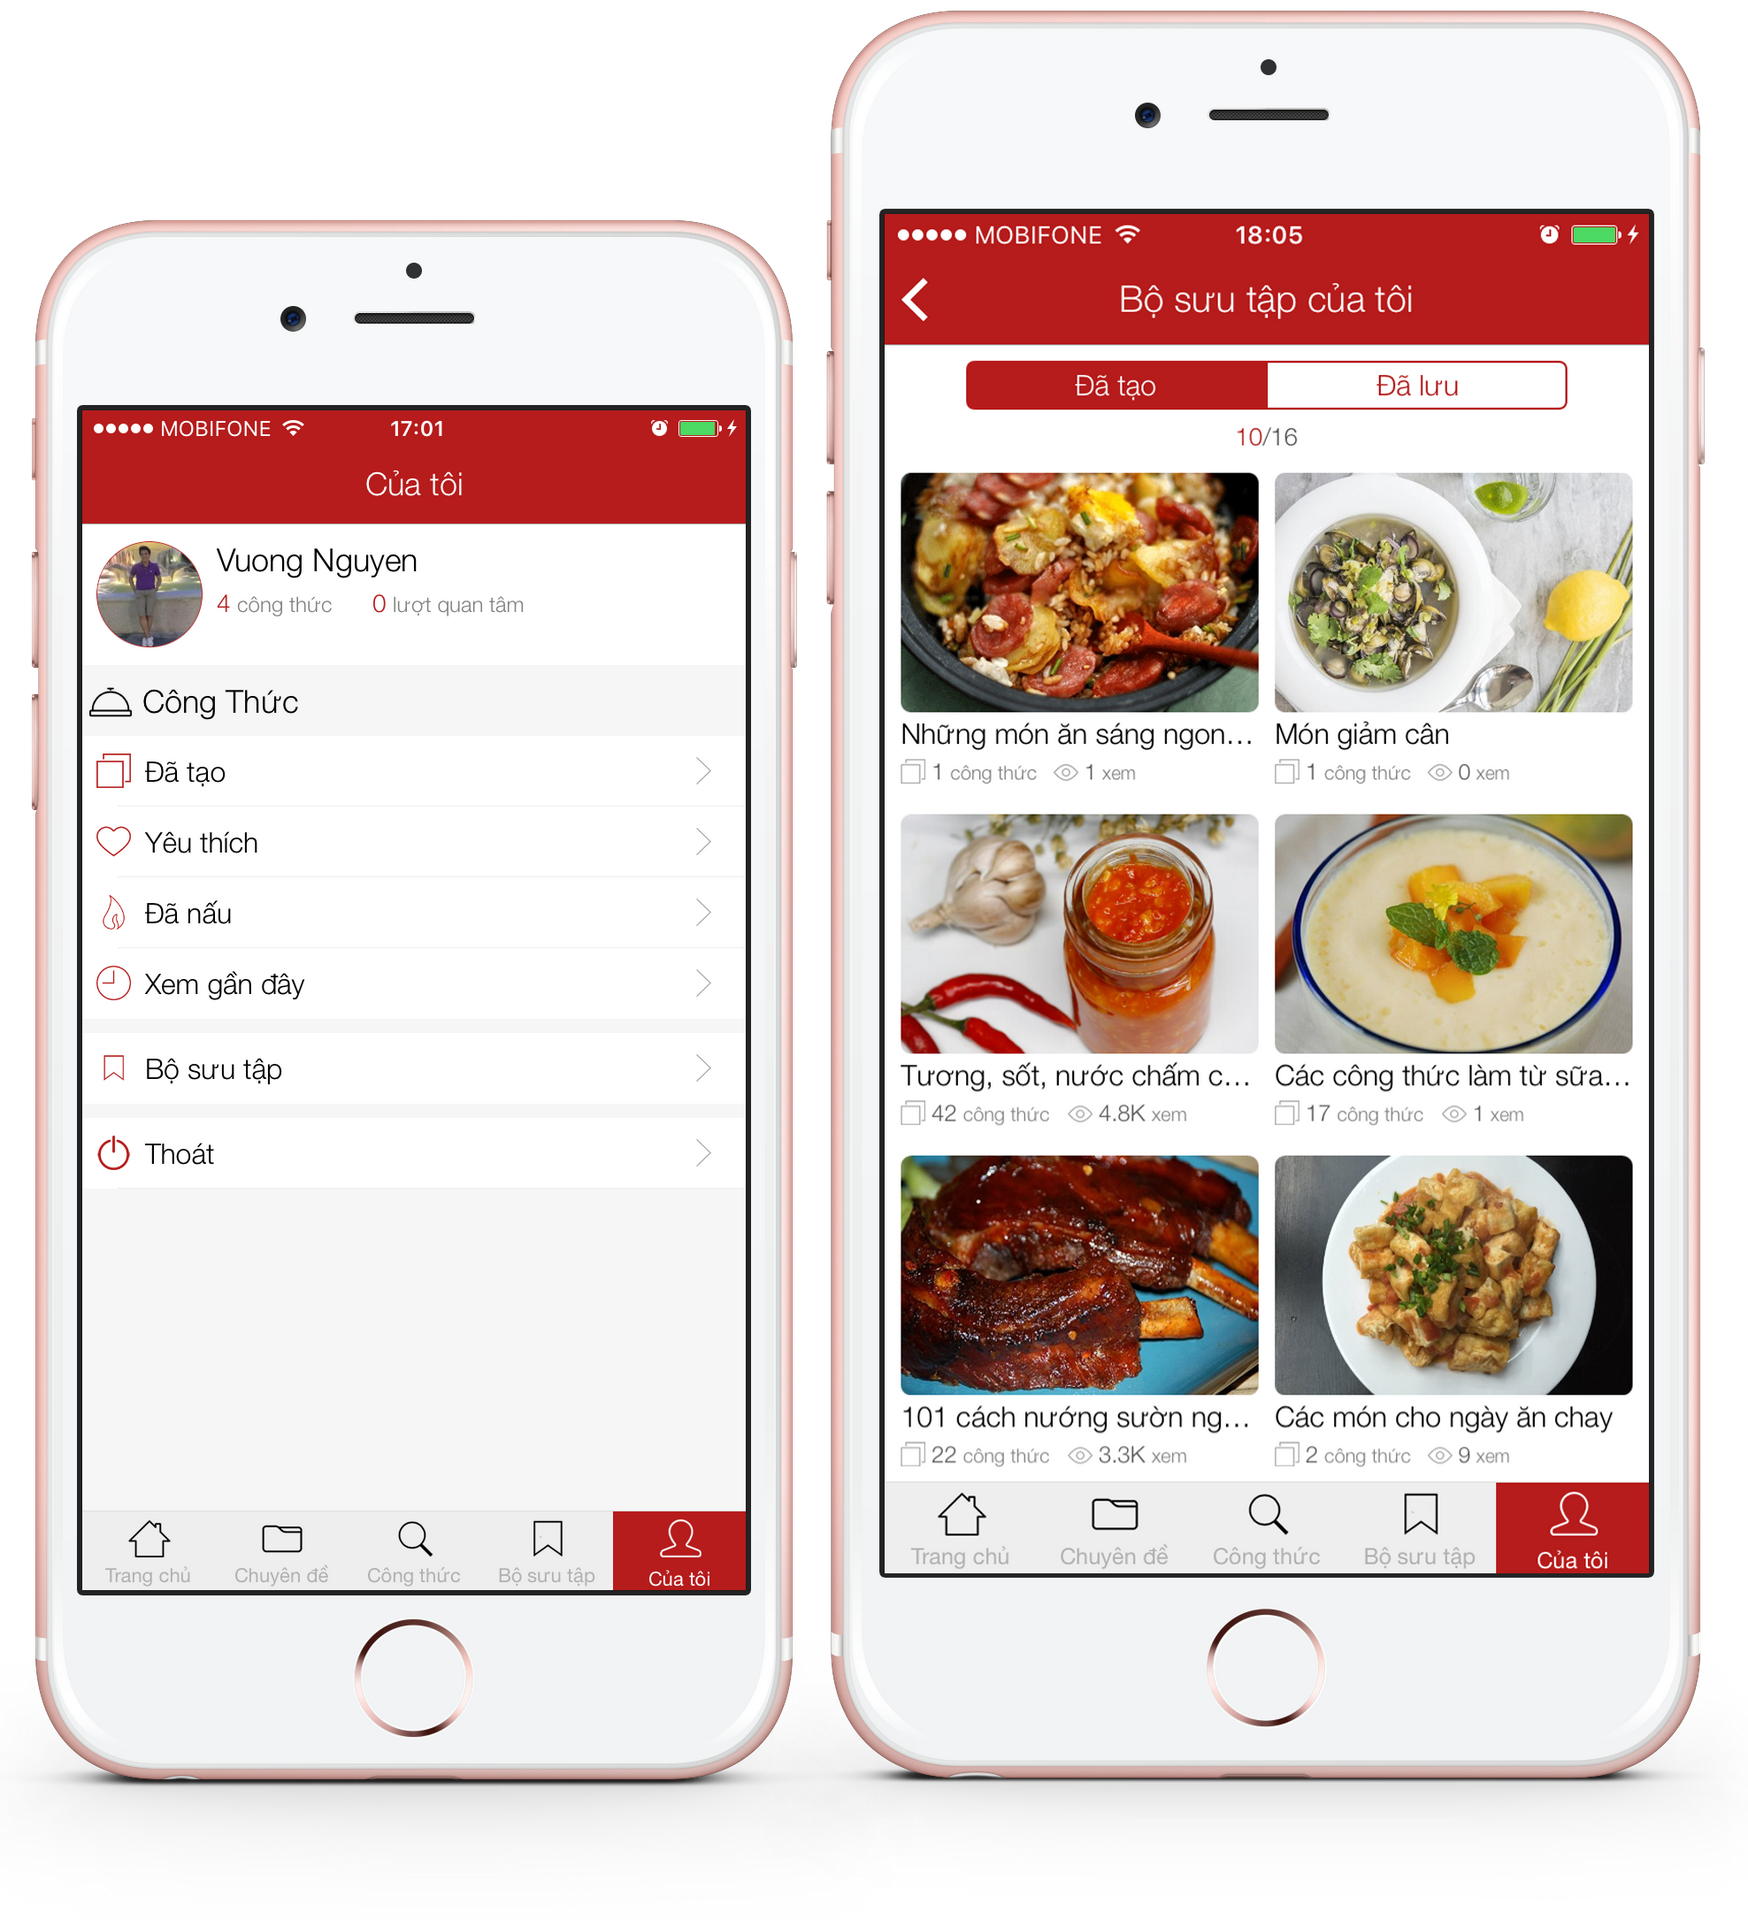 MOBIFONE 17:01
Của tôi
Vuong Nguyen
4 công thức 0 lượt quan tâm
Công Thức
Đã tạo
Yêu thích
Đã nấu
Xem gần đây
Bộ sưu tập
Thoát
Trang chủ Chuyên đề Công thức Bộ sưu tập Của tôi
MOBIFONE 18:05
Bộ sưu tập của tôi
Đã tạo Đã lưu
10/16
Những món ăn sáng ngon... Món giảm cân
1 công thức 1 xem 1 công thức 0 xem
Tương, sốt, nước chấm c... Các công thức làm từ sữa...
42 công thức 4.8K xem 17 công thức 1 xem
101 cách nướng sườn ng... Các món cho ngày ăn chay
22 công thức 3.3K xem 2 công thức 9 xem
Trang chủ Chuyên đề Công thức Bộ sưu tập Của tôi